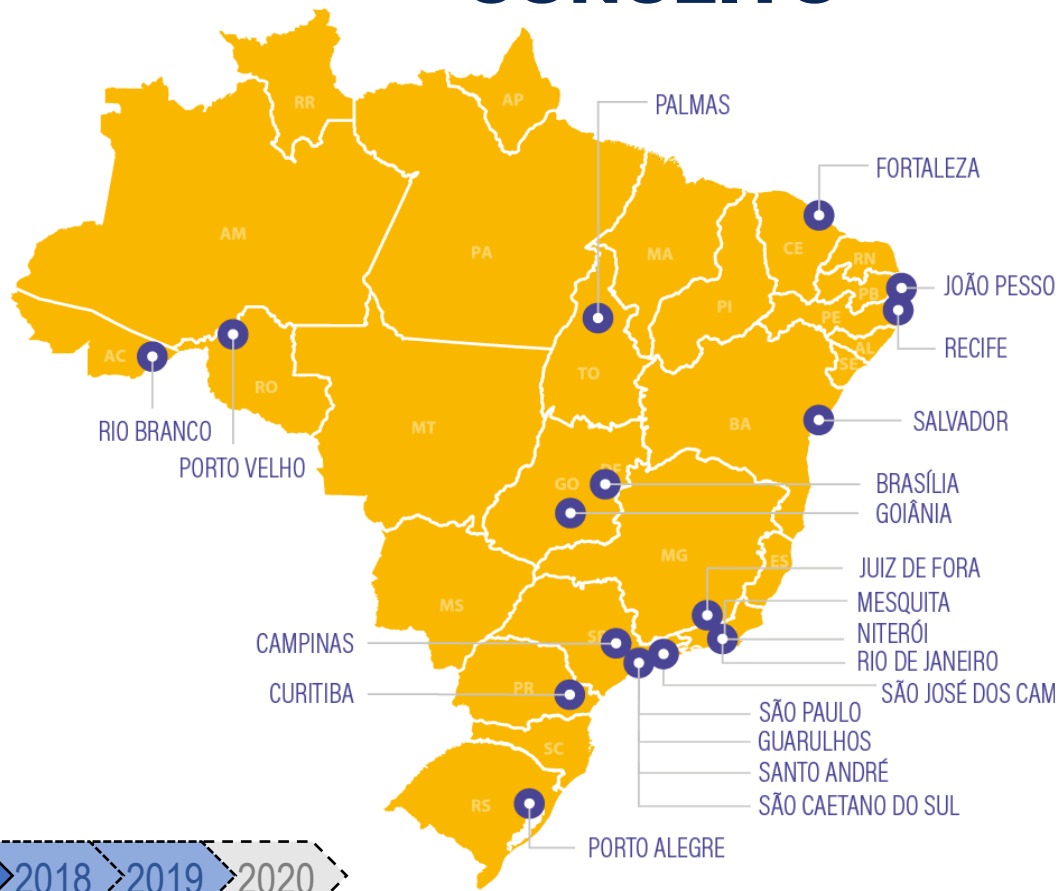 CONCEITO
RR
AP
PALMAS
FORTALEZA
AM
PA
MA
CE
RN
JOÃO PESSO
PB
PI
PE
RECIFE
AC
AL
SE
RO
TO
RIO BRANCO
MT
BA
SALVADOR
PORTO VELHO
DF
GO
BRASÍLIA
GOIÂNIA
MG
ES
JUIZ DE FORA
MS
MESQUITA
CAMPINAS
SP
NITERÓI
RIO DE JANEIRO
CURITIBA
PR
SÃO JOSÉ DOS CAM
SÃO PAULO
GUARULHOS
SC
SANTO ANDRÉ
RS
SÃO CAETANO DO SUL
PORTO ALEGRE
2018 2019 2020